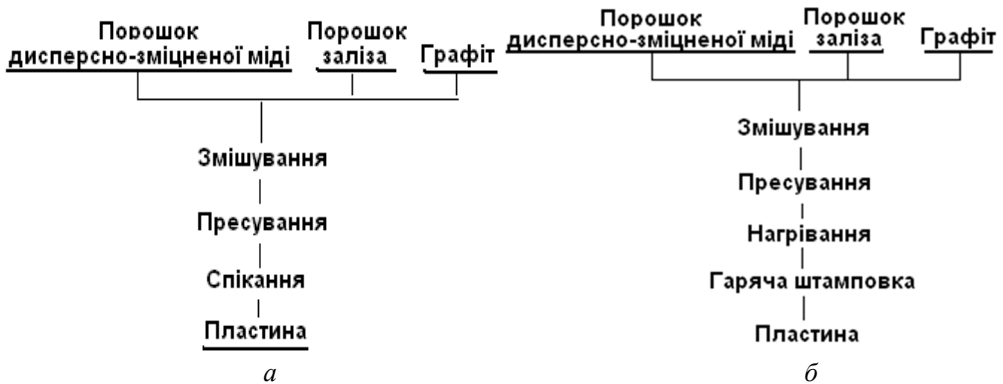 Порошок
дисперсно-зміцненої міді
Порошок
заліза
Графіт
Змішування
Пресування
Спікання
Пластина
а
Порошок
дисперсно-зміцненої міді
Порошок
заліза
Графіт
Змішування
Пресування
Нагрівання
Гаряча штамповка
Пластина
б